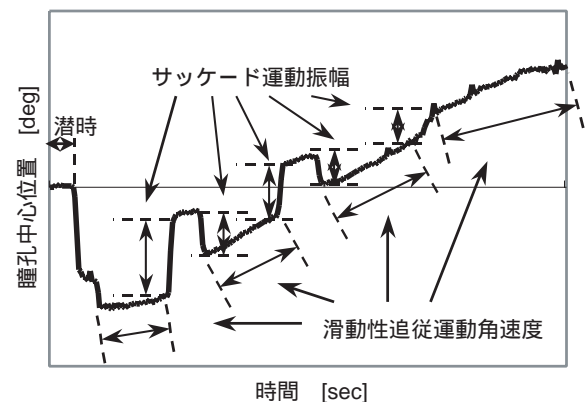 サッケード運動振幅
潜時
瞳孔中心位置 [deg]
滑動性追従運動角速度
時間 [sec]